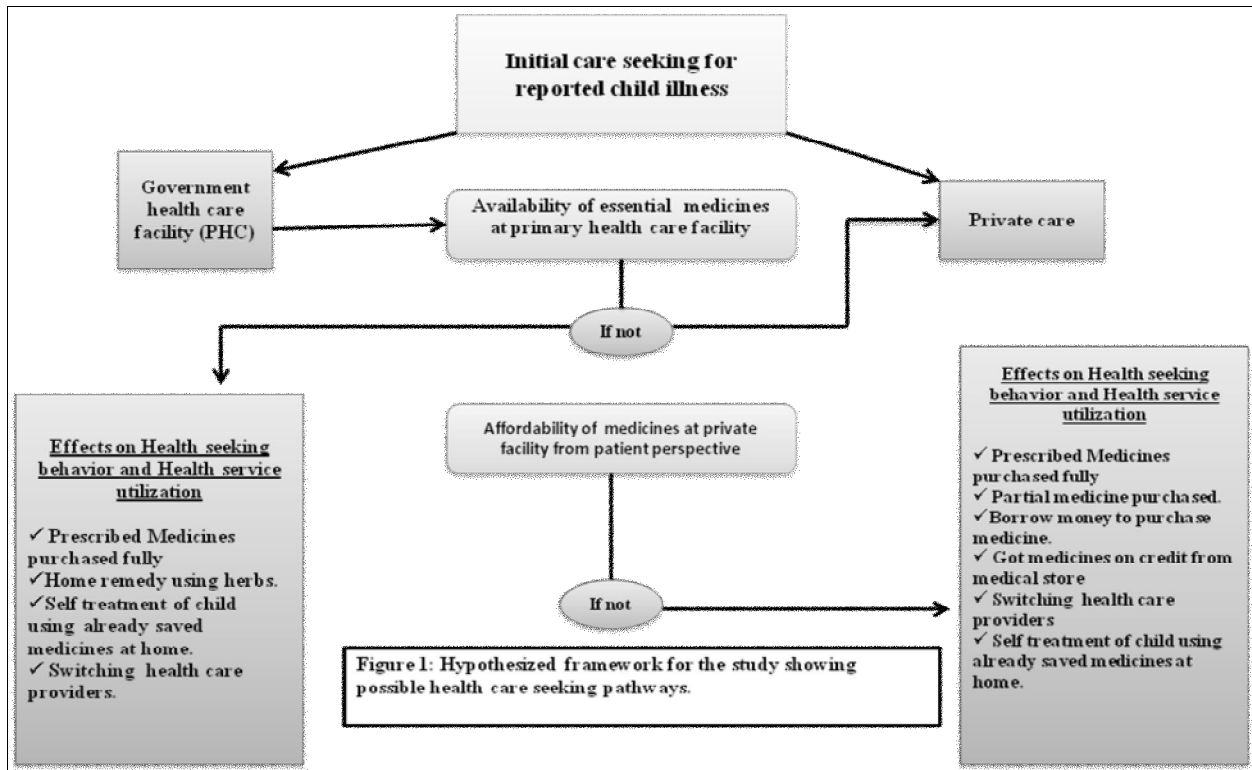 Initial care seeking for
reported child illness
Government
health care
facility (PHC)
Availability of essential medicines
at primary health care facility
Private care
If not
Effects on Health seeking
behavior and Health service
utilization
✓ Prescribed Medicines
purchased fully
✓Home remedy using herbs.
✓Self treatment of child
using already saved
medicines at home.
✓Switching health care
providers.
Affordability of medicines at private
facility from patient perspective
If not
Effects on Health seeking
behavior and Health service
utilization
✓ Prescribed Medicines
purchased fully
✓Partial medicine purchased.
✓Borrow money to purchase
medicine.
✓ Got medicines on credit from
medical store
✓ Switching health care
providers
✓ Self treatment of child using
already saved medicines at
home.
Figure 1: Hypothesized framework for the study showing
possible health care seeking pathways.